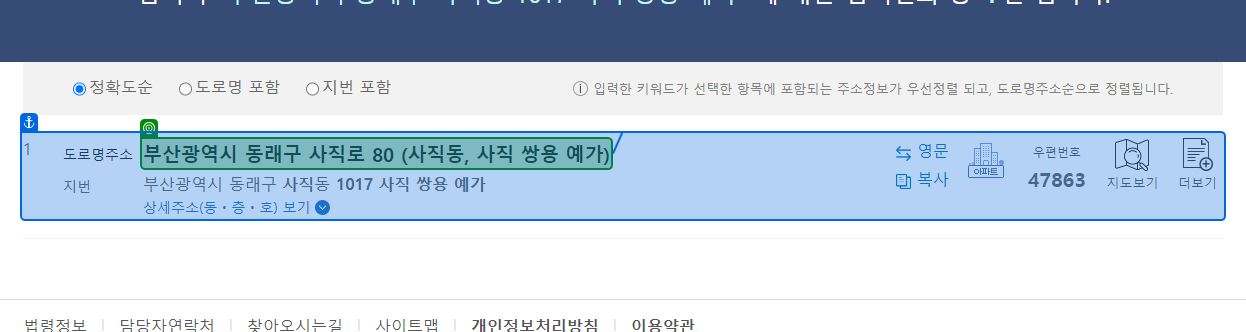 정확도순 도로명 포함 지번 포함 입력한 키워드가 선택한 항목에 포함되는 주소정보가 우선정렬 되고, 도로명주소순으로 정렬됩니다.
1 도로명주소 부산광역시 동래구 사직로 80 (사직동, 사직 쌍용 예가) 영문 아파트 우편번호 47863 지도보기 더보기
지번 부산광역시 동래구 사직동 1017 사직 쌍용 예가 복사
상세주소(동·층·호) 보기
법령정보 담당자연락처 찾아오시는길 사이트맵 개인정보처리방침 이용약관